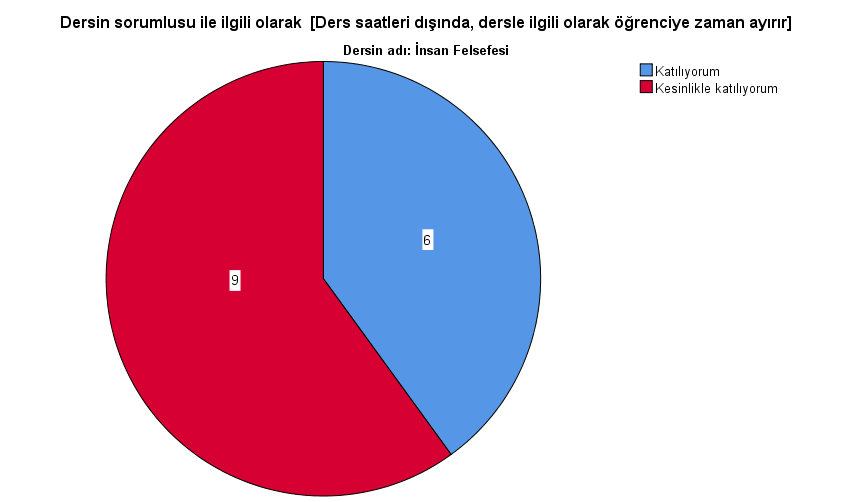 Dersin sorumlusu ile ilgili olarak [Ders saatleri dışında, dersle ilgili olarak öğrenciye zaman ayırır]
Dersin adı: İnsan Felsefesi
Katılıyorum
Kesinlikle katılıyorum
6
9